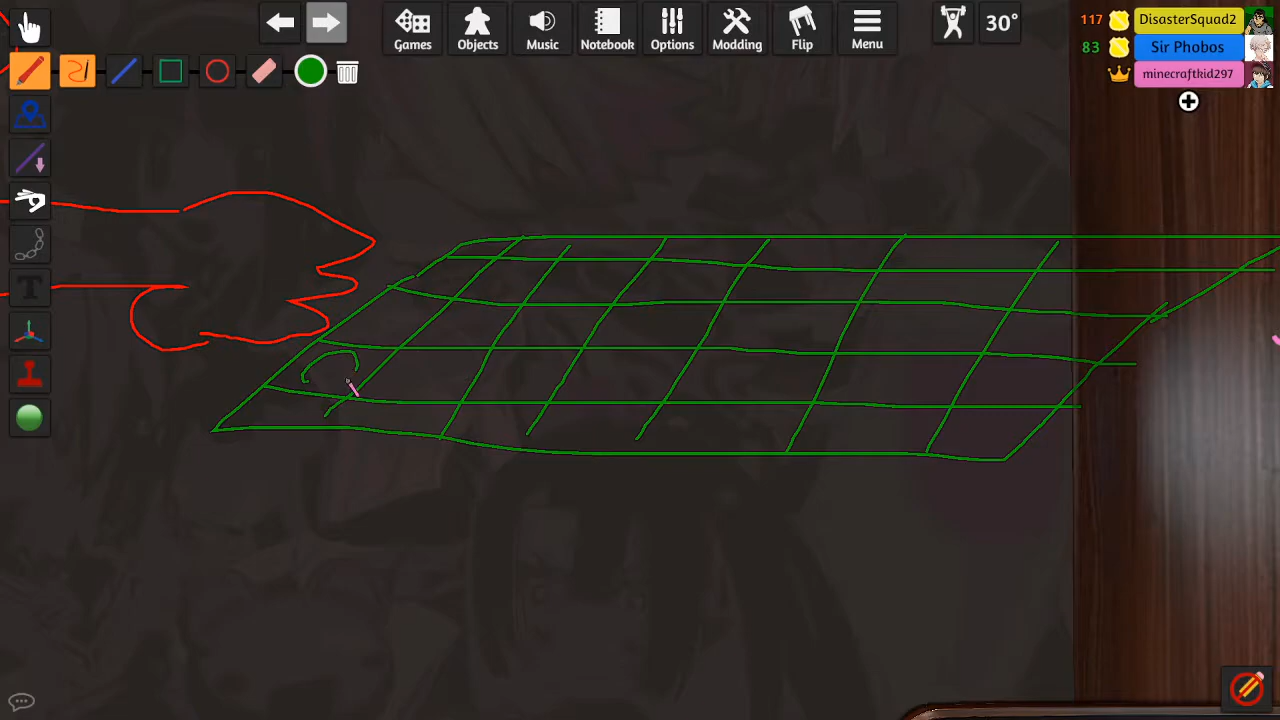 Games Objects Music Notebook Options Modding Flip Menu 30°
117 DisasterSquad2
83 Sir Phobos
minecraftkid297
T